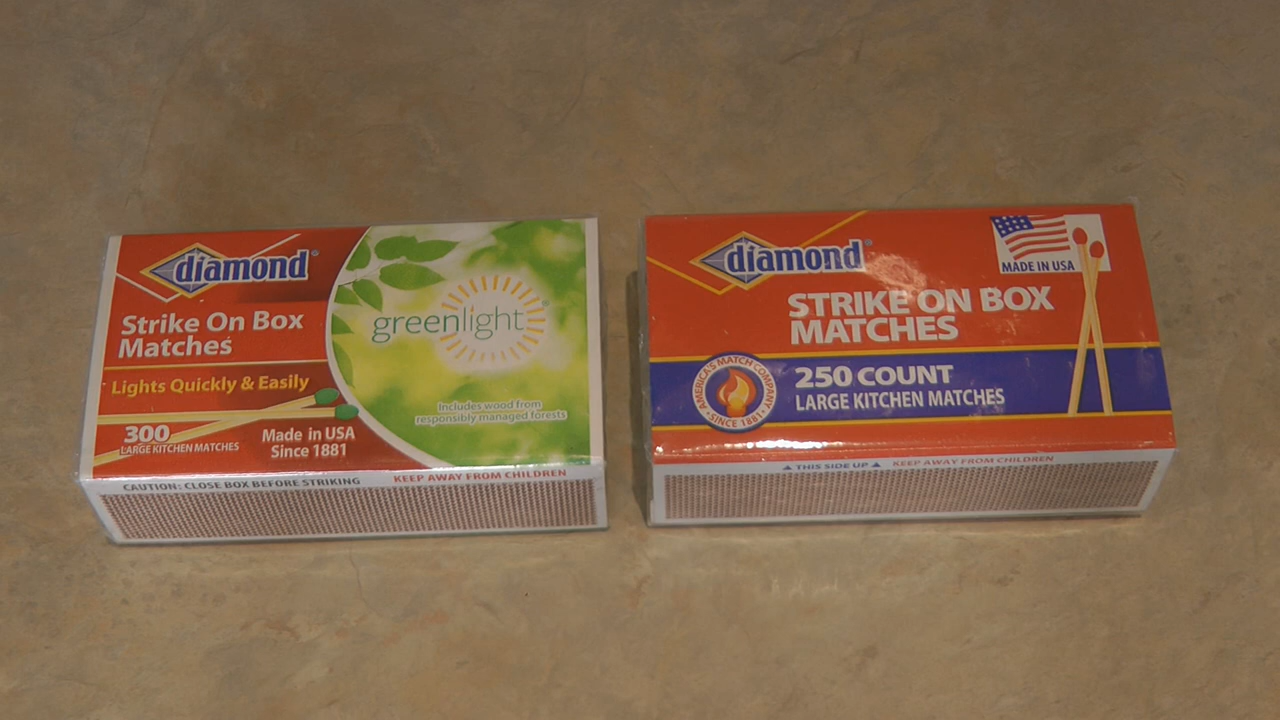 diamond®
Strike On Box
Matches
Lights Quickly & Easily
300
LARGE KITCHEN MATCHES
Made in USA
Since 1881
greenlight®
Includes wood from
responsibly managed forests
CAUTION: CLOSE BOX BEFORE STRIKING
KEEP AWAY FROM CHILDREN
diamond®
MADE IN USA
STRIKE ON BOX
MATCHES
AMERICA'S MATCH COMPANY
SINCE 1881
250 COUNT
LARGE KITCHEN MATCHES
▲ THIS SIDE UP ▲
KEEP AWAY FROM CHILDREN